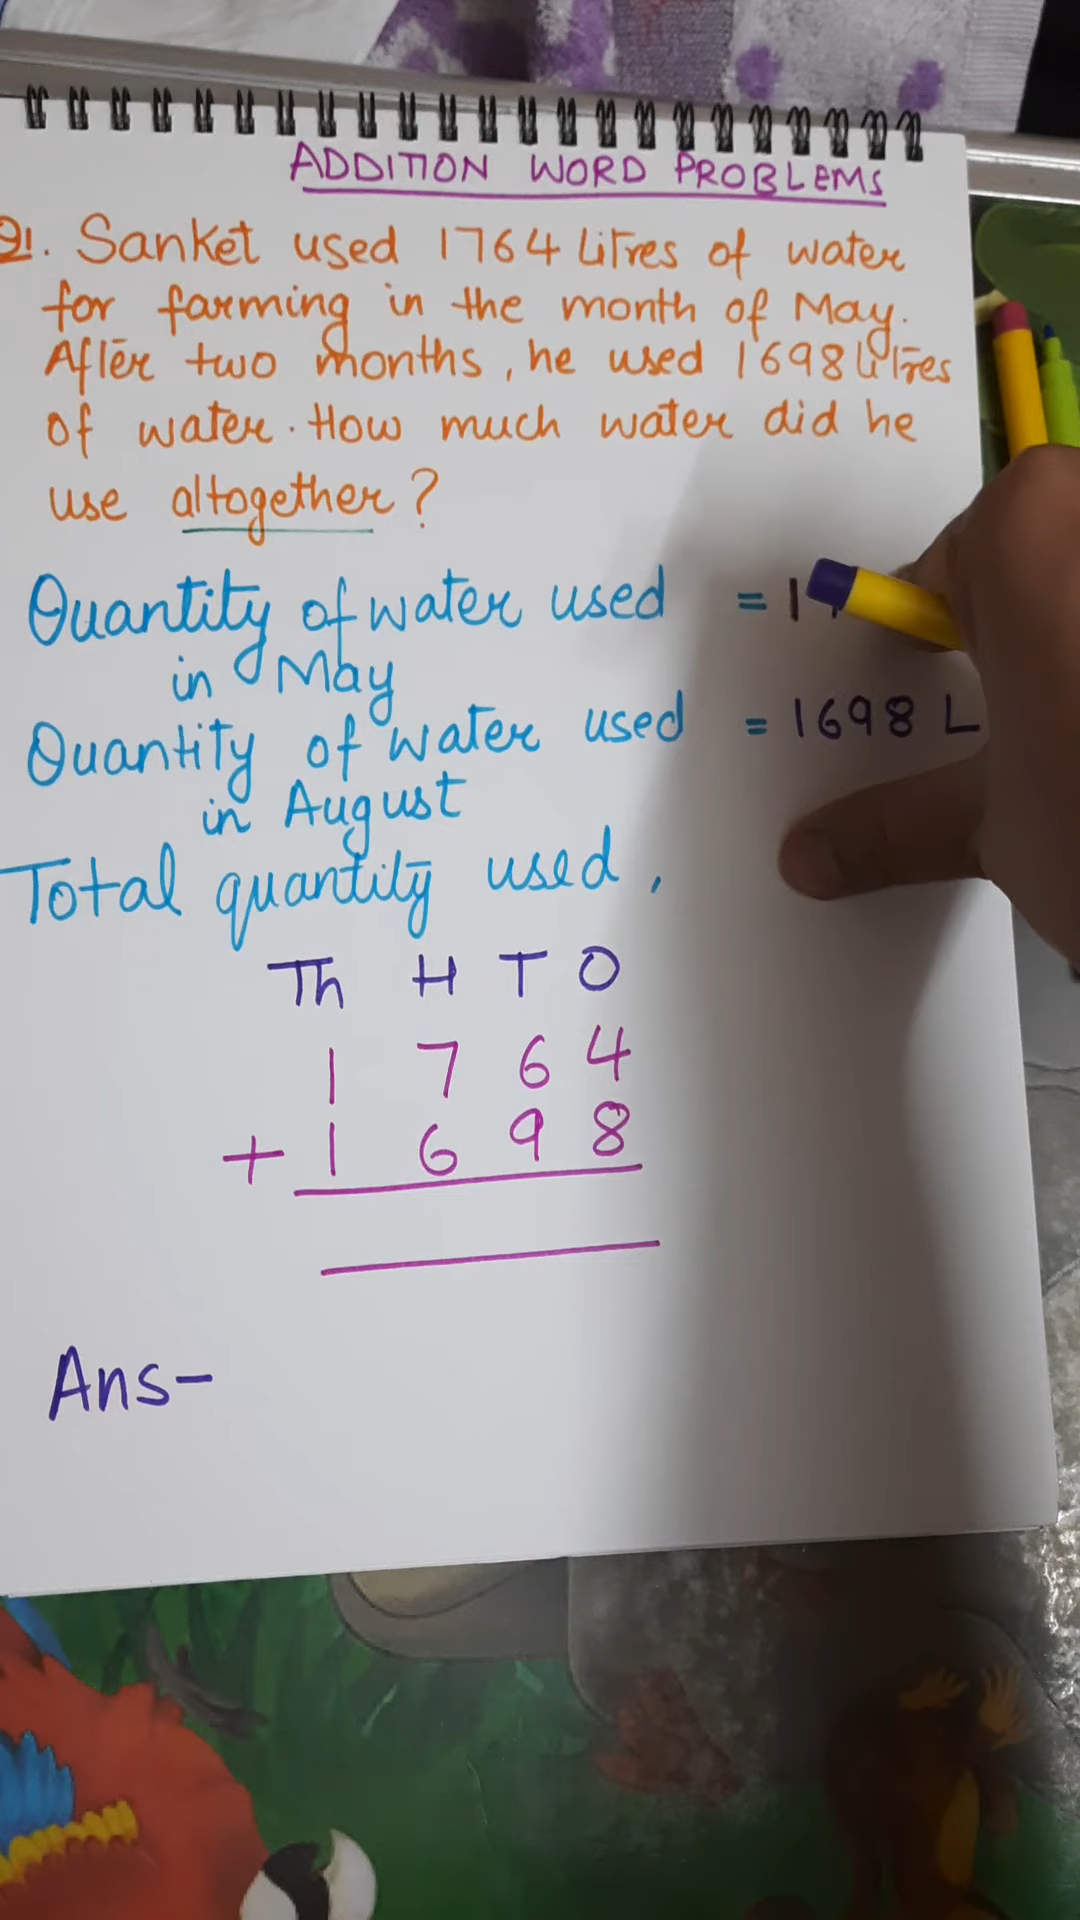 ADDITION WORD PROBLEMS
Q1. Sanket used 1764 Litres of water
for farming in the month of May.
After two months, he used 1698 Litres
of water. How much water did he
use altogether?
Quantity of water used = 1
in May
Quantity of water used = 1698 L
in August
Total quantity used,
Th H T O
1 7 6 4
+ 1 6 9 8
Ans-